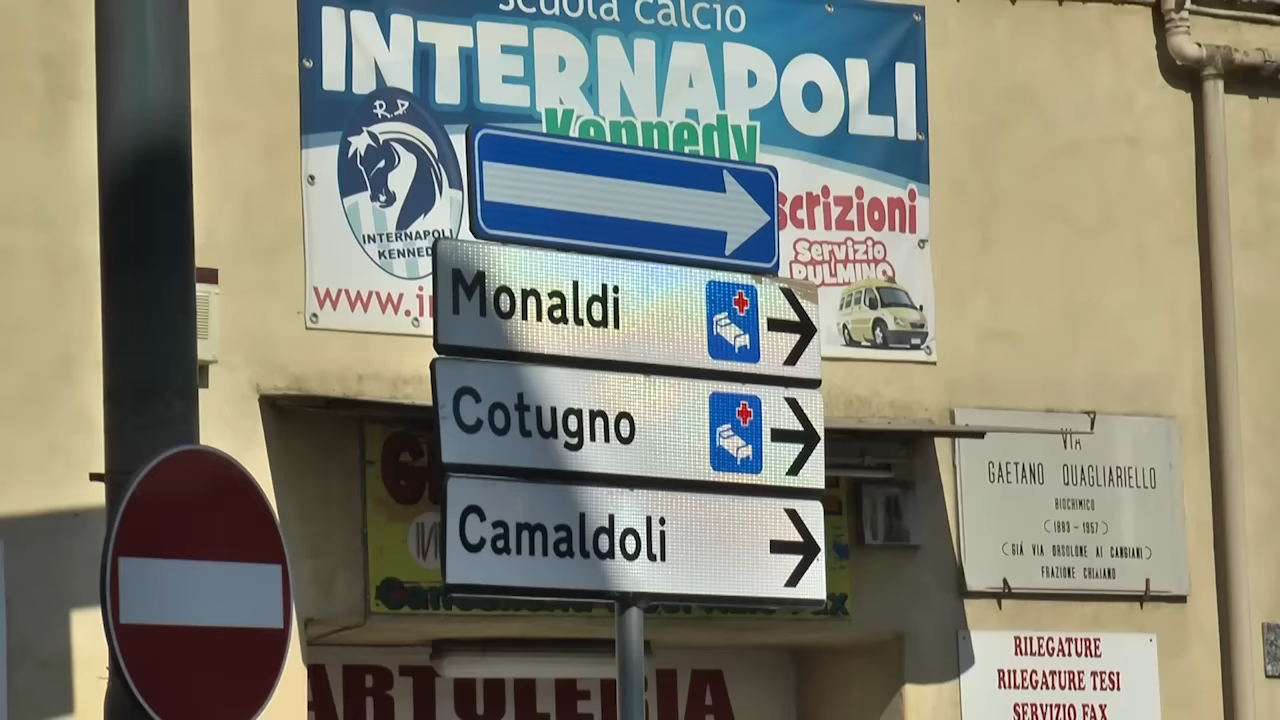 scuola calcio
INTERNAPOLI
Kennedy
R.P
INTERNAPOLI
KENNEDY
scrizioni
Servizio
PULMINO
www.i
Monaldi
Cotugno
Camaldoli
VIA
GAETANO QUAGLIARIELLO
BIOCHIMICO
(1883 - 1957)
(GIÁ VIA ORSOLONE AI CANGIANI)
FRAZIONE CHIAIANO
RILEGATURE
RILEGATURE TESI
SERVIZIO FAX
ARTOLERIA